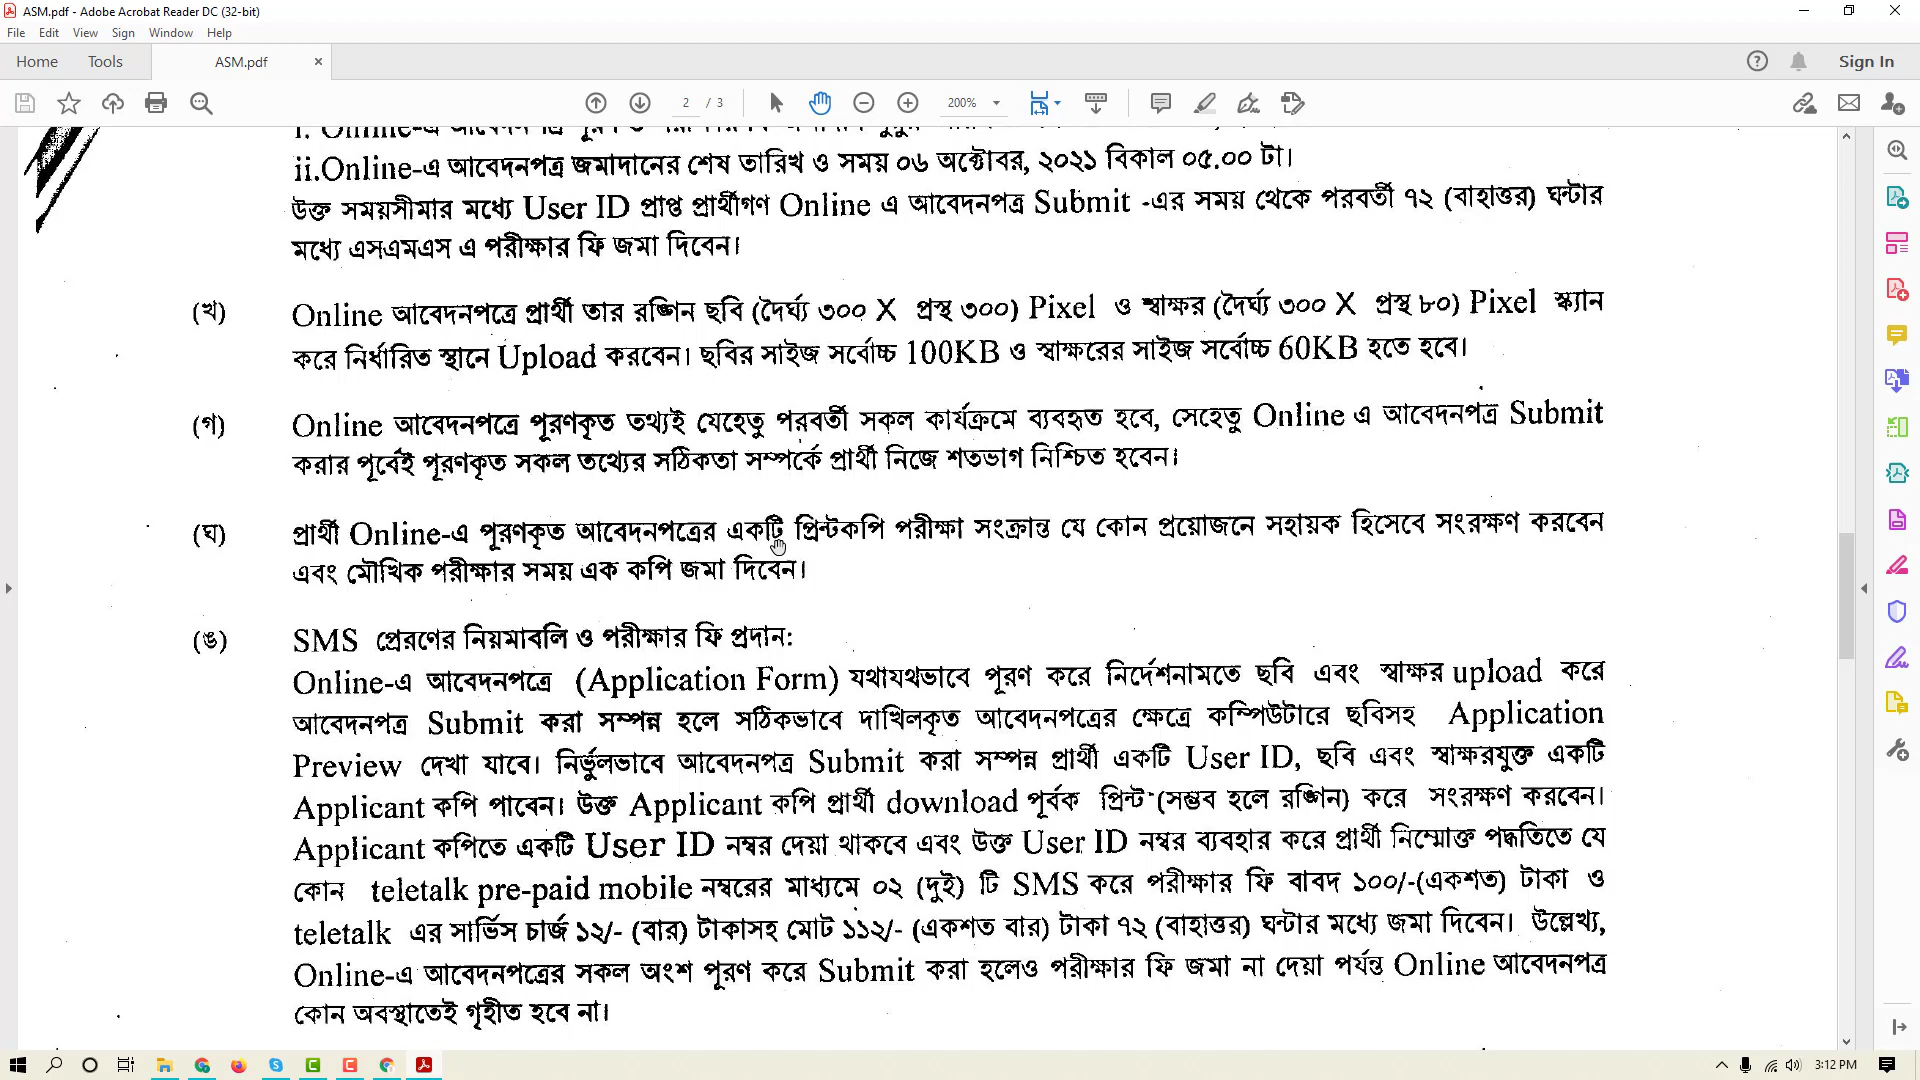 ASM.pdf - Adobe Acrobat Reader DC (32-bit)
File Edit View Sign Window Help
Home Tools ASM.pdf Sign In
2 / 3 200%
ii.Online-এ আবেদনপত্র জমাদানের শেষ তারিখ ও সময় ০৬ অক্টোবর, ২০২১ বিকাল ০৫.০০ টা।
উক্ত সময়সীমার মধ্যে User ID প্রাপ্ত প্রার্থীগণ Online এ আবেদনপত্র Submit -এর সময় থেকে পরবর্তী ৭২ (বাহাত্তর) ঘন্টার
মধ্যে এসএমএস এ পরীক্ষার ফি জমা দিবেন।
(খ) Online আবেদনপত্রে প্রার্থী তার রঙ্গিন ছবি (দৈর্ঘ্য ৩০০ X প্রস্থ ৩০০) Pixel ও স্বাক্ষর (দৈর্ঘ্য ৩০০ X প্রস্থ ৮০) Pixel স্ক্যান
করে নির্ধারিত স্থানে Upload করবেন। ছবির সাইজ সর্বোচ্চ 100KB ও স্বাক্ষরের সাইজ সর্বোচ্চ 60KB হতে হবে।
(গ) Online আবেদনপত্রে পূরণকৃত তথ্যই যেহেতু পরবর্তী সকল কার্যক্রমে ব্যবহৃত হবে, সেহেতু Online এ আবেদনপত্র Submit
করার পূর্বেই পূরণকৃত সকল তথ্যের সঠিকতা সম্পর্কে প্রার্থী নিজে শতভাগ নিশ্চিত হবেন।
(ঘ) প্রার্থী Online-এ পূরণকৃত আবেদনপত্রের একটি প্রিন্টকপি পরীক্ষা সংক্রান্ত যে কোন প্রয়োজনে সহায়ক হিসেবে সংরক্ষণ করবেন
এবং মৌখিক পরীক্ষার সময় এক কপি জমা দিবেন।
(ঙ) SMS প্রেরণের নিয়মাবলি ও পরীক্ষার ফি প্রদান:
Online-এ আবেদনপত্রে (Application Form) যথাযথভাবে পূরণ করে নির্দেশনামতে ছবি এবং স্বাক্ষর upload করে
আবেদনপত্র Submit করা সম্পন্ন হলে সঠিকভাবে দাখিলকৃত আবেদনপত্রের ক্ষেত্রে কম্পিউটারে ছবিসহ Application
Preview দেখা যাবে। নির্ভুলভাবে আবেদনপত্র Submit করা সম্পন্ন প্রার্থী একটি User ID, ছবি এবং স্বাক্ষরযুক্ত একটি
Applicant কপি পাবেন। উক্ত Applicant কপি প্রার্থী download পূর্বক প্রিন্ট (সম্ভব হলে রঙ্গিন) করে সংরক্ষণ করবেন।
Applicant কপিতে একটি User ID নম্বর দেয়া থাকবে এবং উক্ত User ID নম্বর ব্যবহার করে প্রার্থী নিম্মোক্ত পদ্ধতিতে যে
কোন teletalk pre-paid mobile নম্বরের মাধ্যমে ০২ (দুই) টি SMS করে পরীক্ষার ফি বাবদ ১০০/-(একশত) টাকা ও
teletalk এর সার্ভিস চার্জ ১২/- (বার) টাকাসহ মোট ১১২/- (একশত বার) টাকা ৭২ (বাহাত্তর) ঘন্টার মধ্যে জমা দিবেন। উল্লেখ্য,
Online-এ আবেদনপত্রের সকল অংশ পূরণ করে Submit করা হলেও পরীক্ষার ফি জমা না দেয়া পর্যন্ত Online আবেদনপত্র
কোন অবস্থাতেই গৃহীত হবে না।
3:12 PM